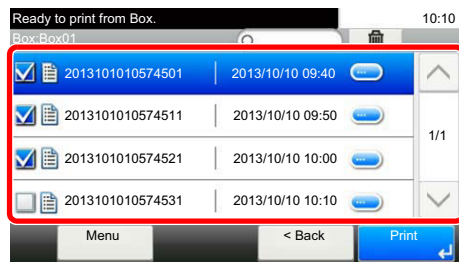 Ready to print from Box. 10:10
Box:Box01
2013101010574501 2013/10/10 09:40
2013101010574511 2013/10/10 09:50
2013101010574521 2013/10/10 10:00
1/1
2013101010574531 2013/10/10 10:10
Menu < Back Print